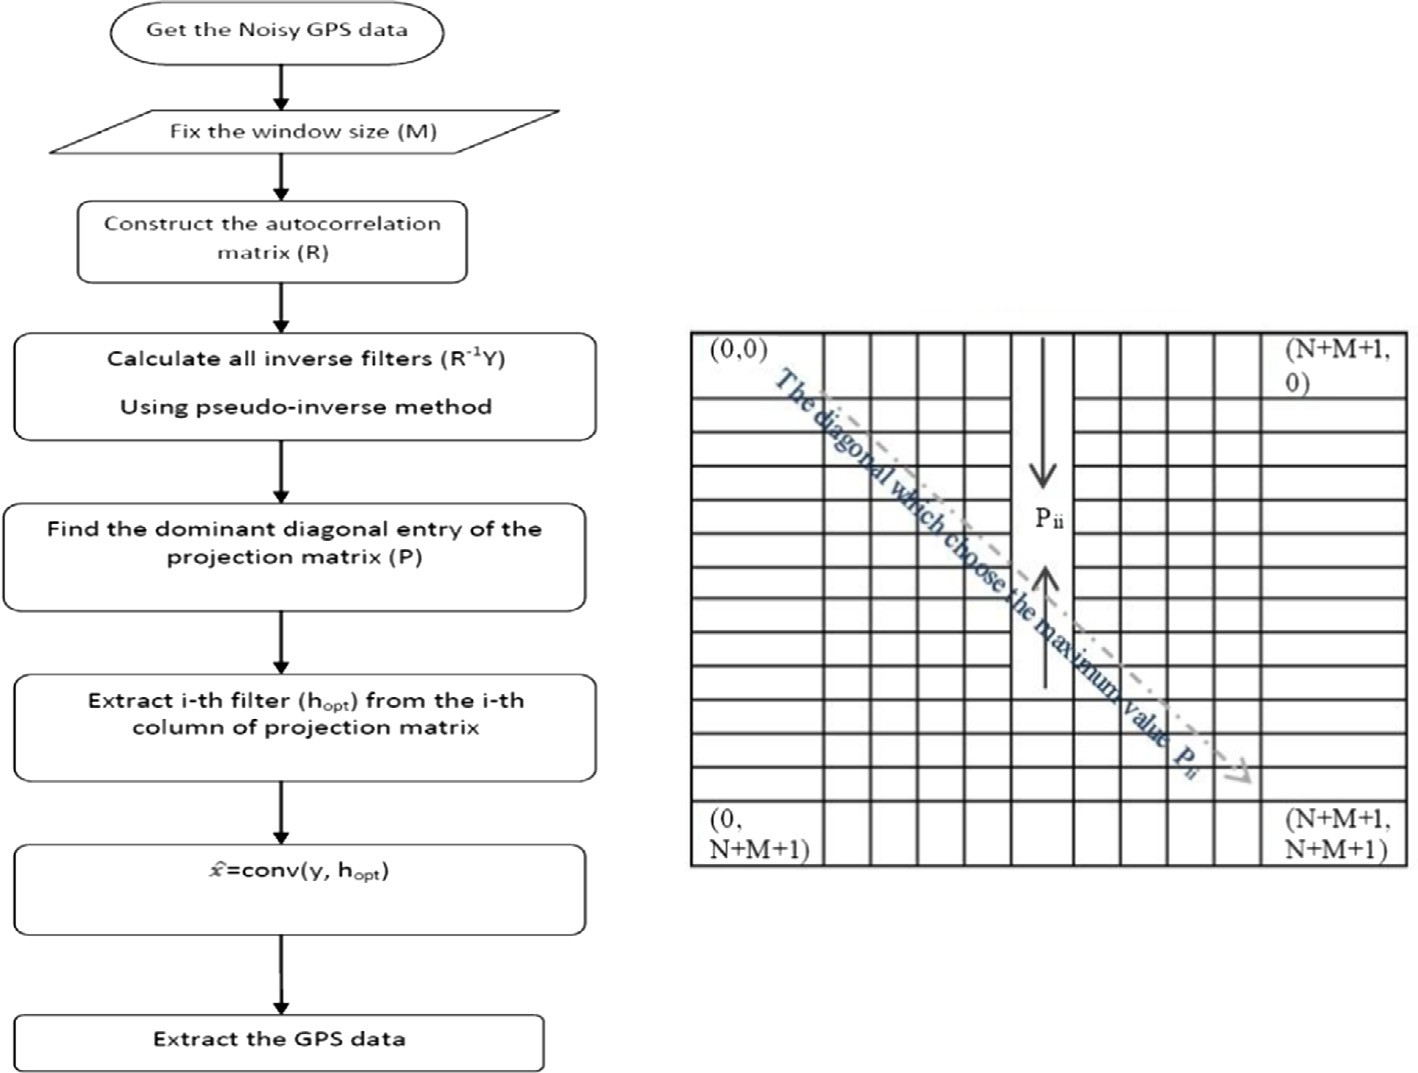 Get the Noisy GPS data
Fix the window size (M)
Construct the autocorrelation
matrix (R)
Calculate all inverse filters (R⁻¹Y)
Using pseudo-inverse method
Find the dominant diagonal entry of the
projection matrix (P)
Extract i-th filter (hₒₚₜ) from the i-th
column of projection matrix
x̂=conv(y, hₒₚₜ)
Extract the GPS data
(0,0)
(N+M+1,
0)
The diagonal which choose the maximum value Pᵢᵢ
Pᵢᵢ
(0,
N+M+1)
(N+M+1,
N+M+1)